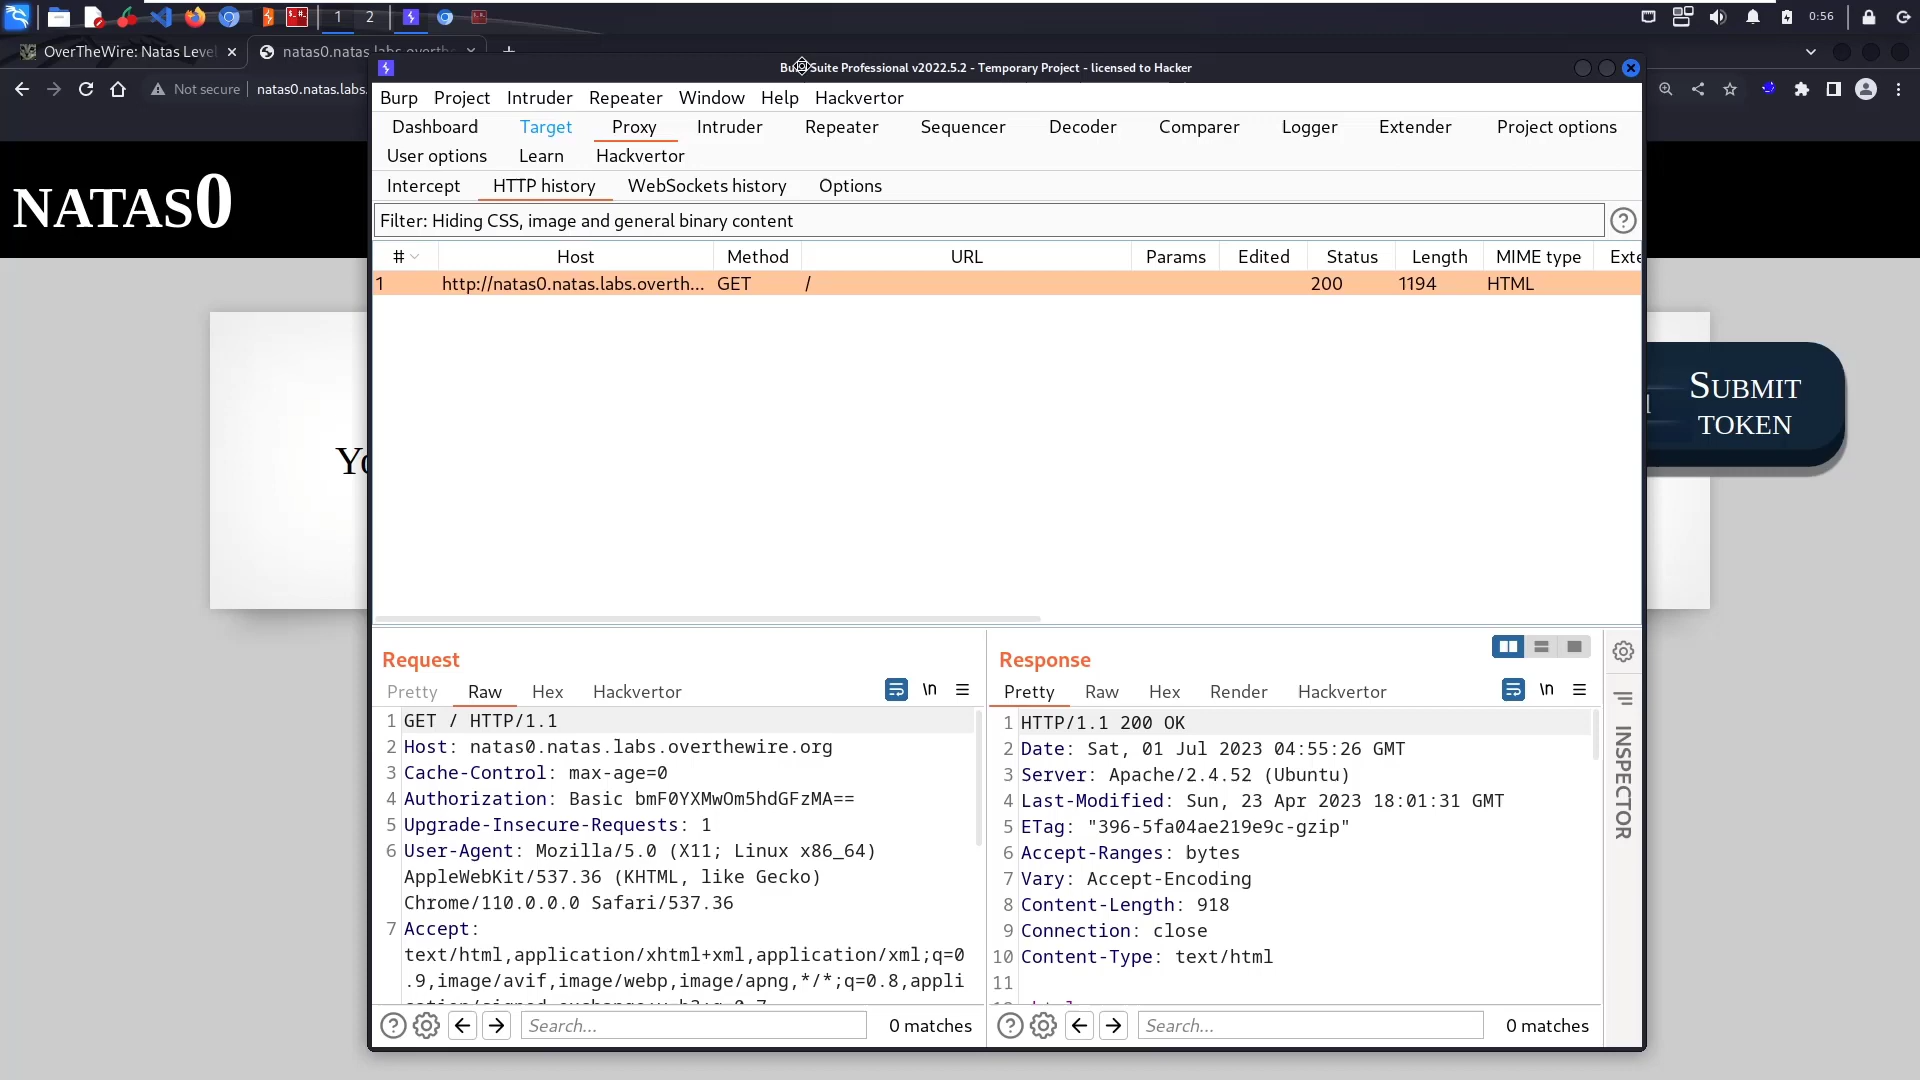 1 2 0:56
OverTheWire: Natas Level
natas0.natas.labs.overth
Not secure natas0.natas.labs.
Burp Suite Professional v2022.5.2 - Temporary Project - licensed to Hacker
Burp Project Intruder Repeater Window Help Hackvertor
Dashboard Target Proxy Intruder Repeater Sequencer Decoder Comparer Logger Extender Project options
User options Learn Hackvertor
Intercept HTTP history WebSockets history Options
Filter: Hiding CSS, image and general binary content
# Host Method URL Params Edited Status Length MIME type Exte
1 http://natas0.natas.labs.overth... GET / 200 1194 HTML
NATAS0
Yo
SUBMIT
TOKEN
Request
Pretty Raw Hex Hackvertor \n
1 GET / HTTP/1.1
2 Host: natas0.natas.labs.overthewire.org
3 Cache-Control: max-age=0
4 Authorization: Basic bmF0YXMwOm5hdGFzMA==
5 Upgrade-Insecure-Requests: 1
6 User-Agent: Mozilla/5.0 (X11; Linux x86_64)
AppleWebKit/537.36 (KHTML, like Gecko)
Chrome/110.0.0.0 Safari/537.36
7 Accept:
text/html,application/xhtml+xml,application/xml;q=0
.9,image/avif,image/webp,image/apng,*/*;q=0.8,appli
Search... 0 matches
Response
Pretty Raw Hex Render Hackvertor \n
1 HTTP/1.1 200 OK
2 Date: Sat, 01 Jul 2023 04:55:26 GMT
3 Server: Apache/2.4.52 (Ubuntu)
4 Last-Modified: Sun, 23 Apr 2023 18:01:31 GMT
5 ETag: "396-5fa04ae219e9c-gzip"
6 Accept-Ranges: bytes
7 Vary: Accept-Encoding
8 Content-Length: 918
9 Connection: close
10 Content-Type: text/html
11
Search... 0 matches
INSPECTOR